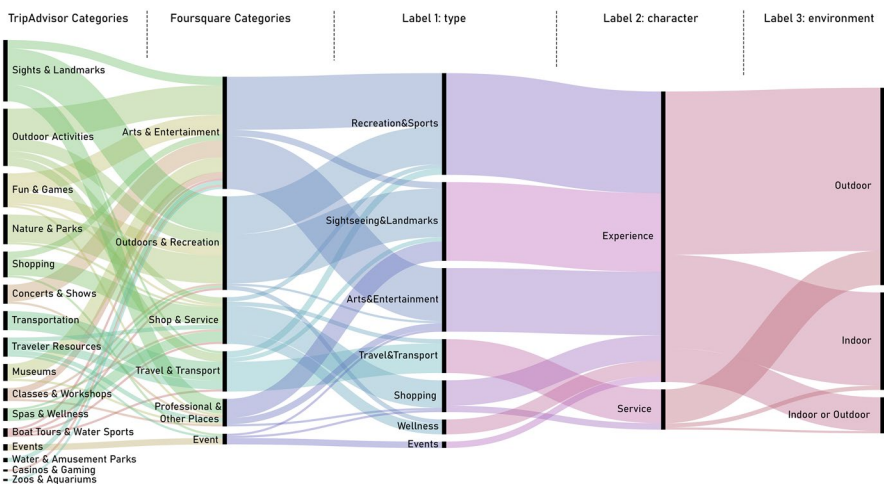 TripAdvisor Categories
Foursquare Categories
Label 1: type
Label 2: character
Label 3: environment
Sights & Landmarks
Outdoor Activities
Fun & Games
Nature & Parks
Shopping
Concerts & Shows
Transportation
Traveler Resources
Museums
Classes & Workshops
Spas & Wellness
Boat Tours & Water Sports
Events
Water & Amusement Parks
Casinos & Gaming
Zoos & Aquariums
Arts & Entertainment
Outdoors & Recreation
Shop & Service
Travel & Transport
Professional &
Other Places
Event
Recreation&Sports
Sightseeing&Landmarks
Arts&Entertainment
Travel&Transport
Shopping
Wellness
Events
Experience
Service
Outdoor
Indoor
Indoor or Outdoor